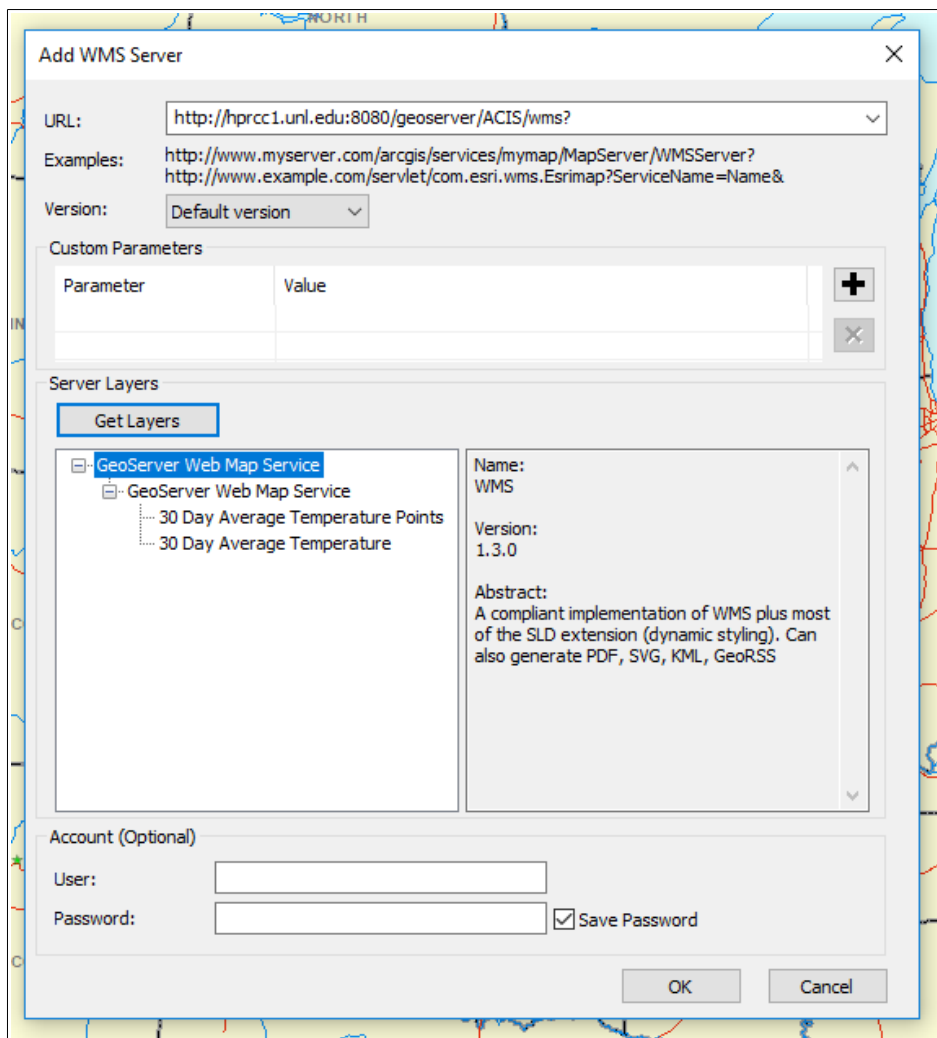 NORTH
Add WMS Server
URL: http://hprcc1.unl.edu:8080/geoserver/ACIS/wms?
Examples: http://www.myserver.com/arcgis/services/mymap/MapServer/WMSServer?
http://www.example.com/servlet/com.esri.wms.Esrimap?ServiceName=Name&
Version: Default version
Custom Parameters
Parameter Value
IN
Server Layers
Get Layers
GeoServer Web Map Service
GeoServer Web Map Service
30 Day Average Temperature Points
30 Day Average Temperature
Name:
WMS
Version:
1.3.0
Abstract:
A compliant implementation of WMS plus most
of the SLD extension (dynamic styling). Can
also generate PDF, SVG, KML, GeoRSS
C
Account (Optional)
User:
Password: Save Password
C
OK Cancel